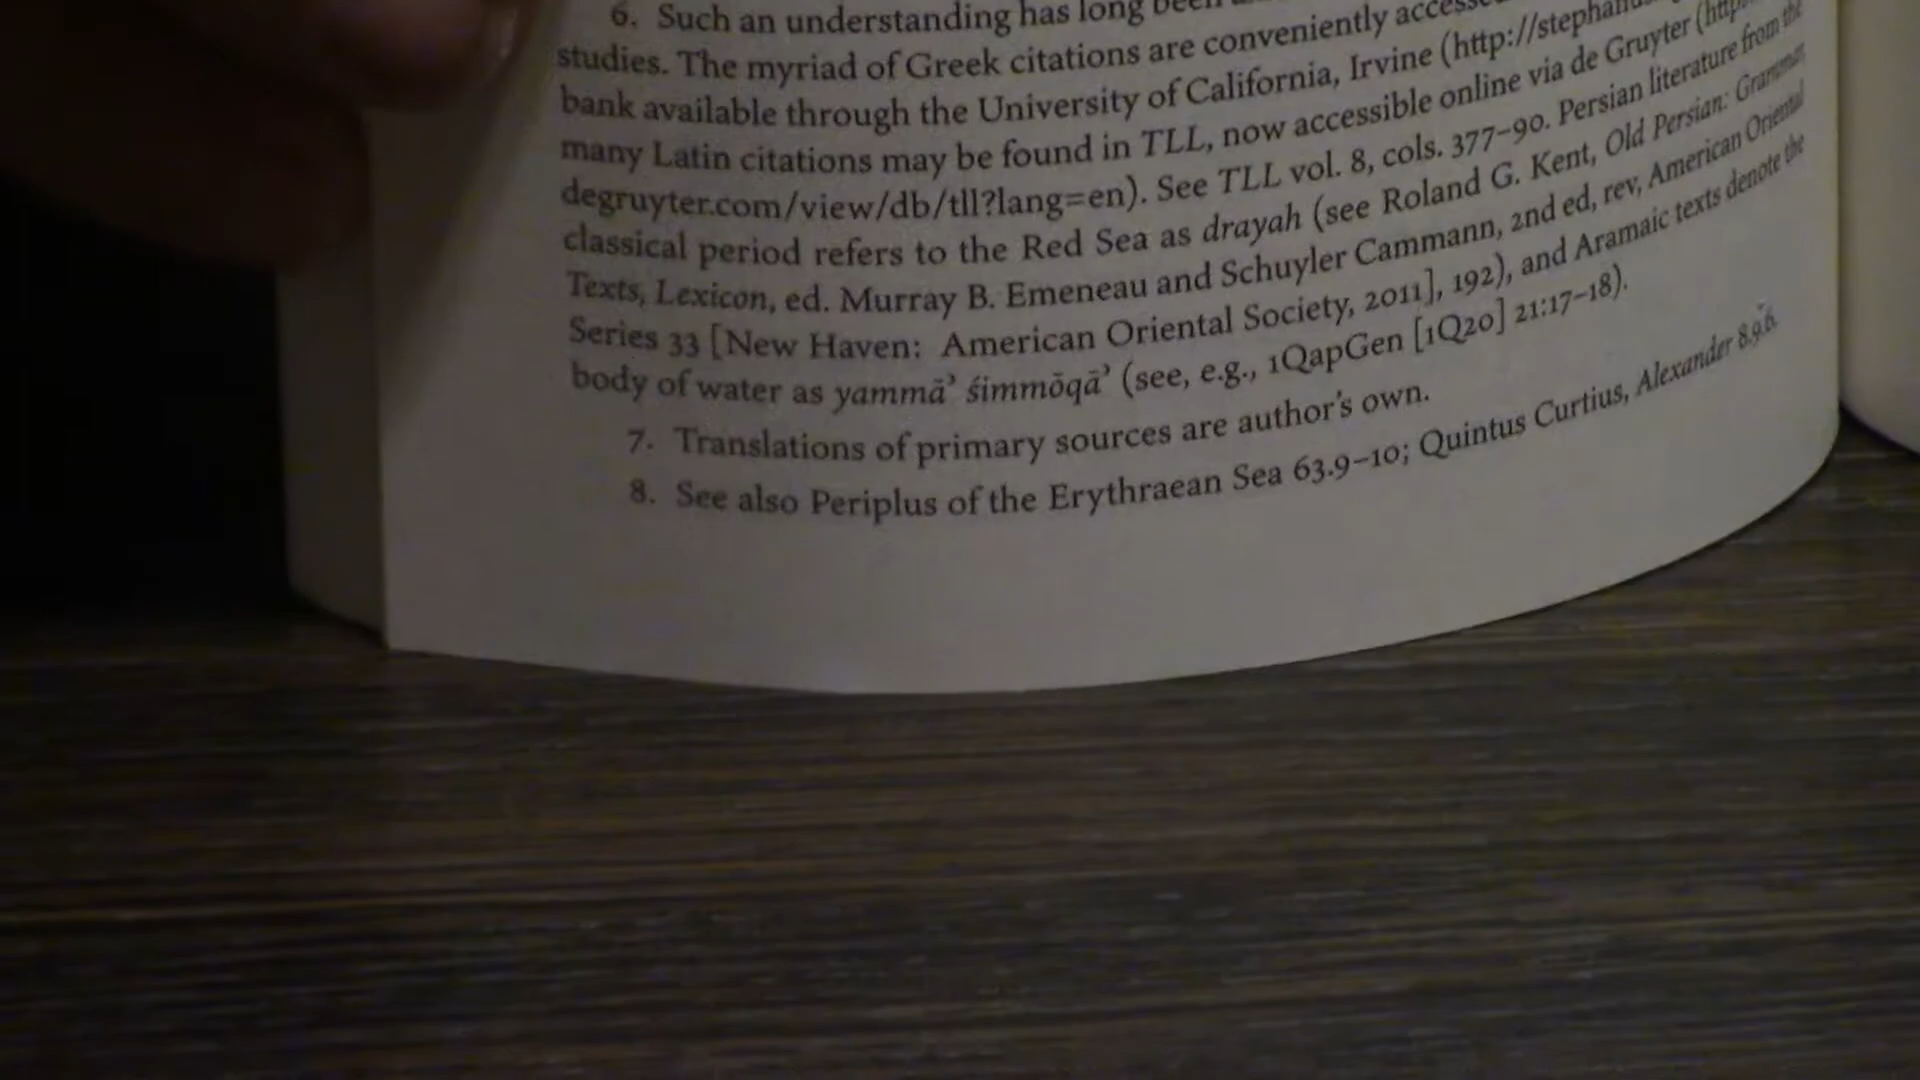 6. Such an understanding has long been
studies. The myriad of Greek citations are conveniently
bank available through the University of California, Irvine
many Latin citations may be found in TLL, now accessible online via de Gruyter
degruyter.com/view/db/tll?lang=en). See TLL vol. 8, cols. 377–90. Persian literature from the
classical period refers to the Red Sea as drayah (see Roland G. Kent, Old Persian: Grammar,
Texts, Lexicon, ed. Murray B. Emeneau and Schuyler Cammann, 2nd ed, rev, American Oriental
Series 33 [New Haven: American Oriental Society, 2011], 192), and Aramaic texts denote the
body of water as yammāʾ śimmōqāʾ (see, e.g., 1QapGen [1Q20] 21:17–18).
7. Translations of primary sources are author's own.
8. See also Periplus of the Erythraean Sea 63.9–10; Quintus Curtius, Alexander 8.9.6.